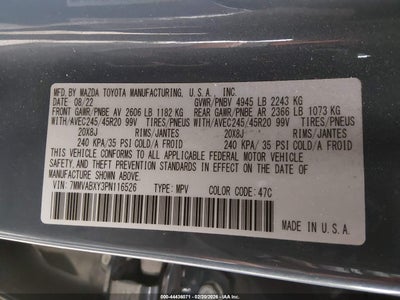 MFD. BY MAZDA TOYOTA MANUFACTURING, U.S.A., INC.
DATE: 08/22 GVWR/PNBV 4945 LB 2243 KG
FRONT GAWR/PNBE AV 2606 LB 1182 KG REAR GAWR/PNBE AR 2366 LB 1073 KG
WITH/AVEC245/45R20 99V TIRES/PNEUS WITH/AVEC245/45R20 99V TIRES/PNEUS
20X8J RIMS/JANTES 20X8J RIMS/JANTES
240 KPA/35 PSI COLD/A FROID 240 KPA/35 PSI COLD/A FROID
THIS VEHICLE CONFORMS TO ALL APPLICABLE FEDERAL MOTOR VEHICLE
SAFETY, BUMPER, AND THEFT PREVENTION STANDARDS IN EFFECT ON THE DATE OF
MANUFACTURE SHOWN ABOVE.
VIN: 7MMVABXY3PN116526 TYPE: MPV COLOR CODE: 47C